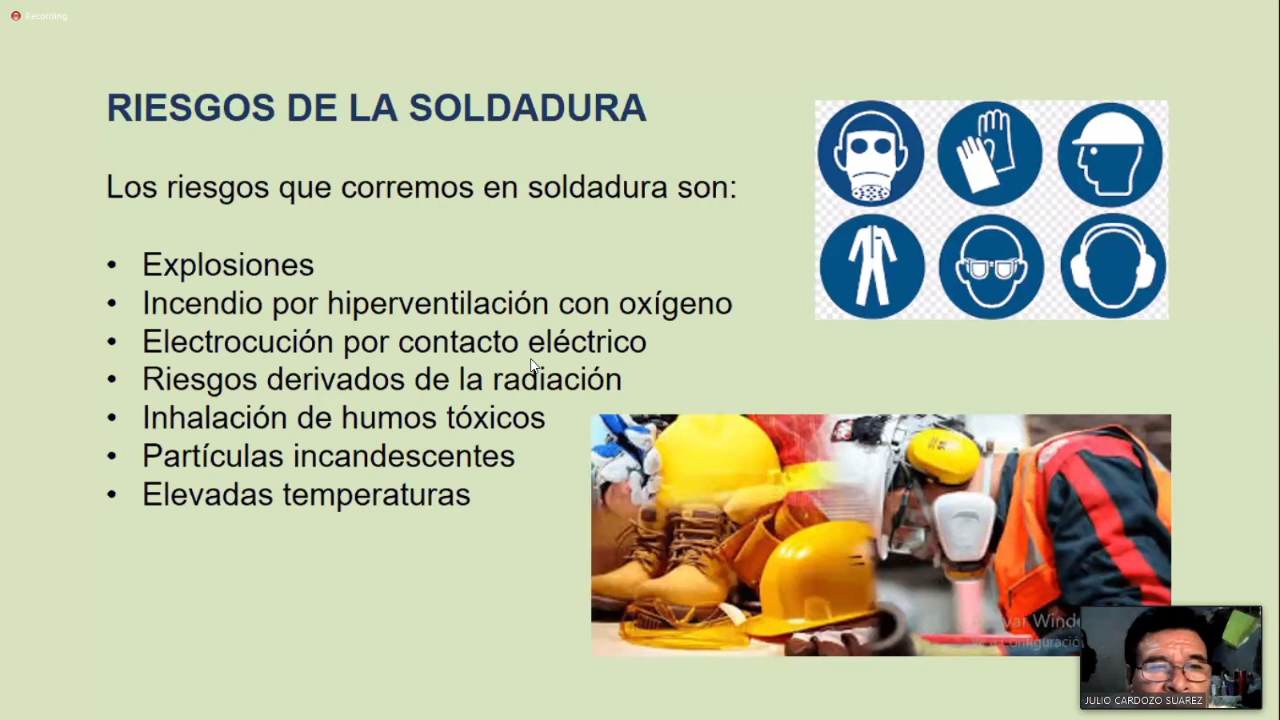 Recording
RIESGOS DE LA SOLDADURA
Los riesgos que corremos en soldadura son:
• Explosiones
• Incendio por hiperventilación con oxígeno
• Electrocución por contacto eléctrico
• Riesgos derivados de la radiación
• Inhalación de humos tóxicos
• Partículas incandescentes
• Elevadas temperaturas
JULIO CARDOZO SUAREZ